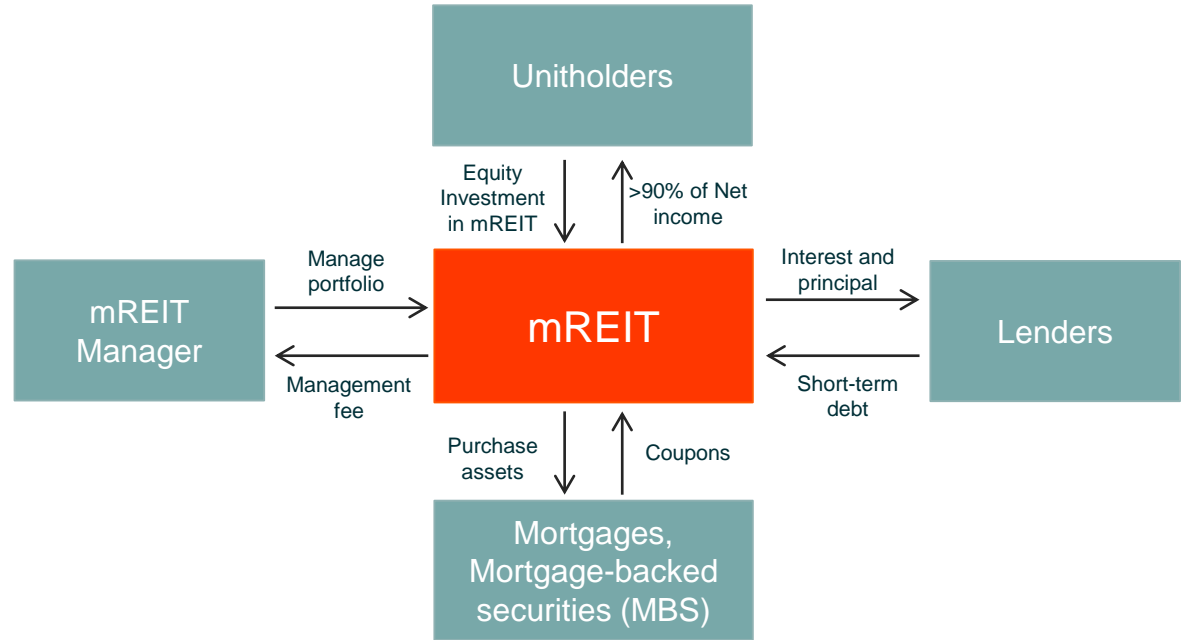 Unitholders
Equity
Investment
in mREIT
>90% of Net
income
Manage
portfolio
Interest and
principal
mREIT
Manager
mREIT
Lenders
Management
fee
Short-term
debt
Purchase
assets
Coupons
Mortgages,
Mortgage-backed
securities (MBS)